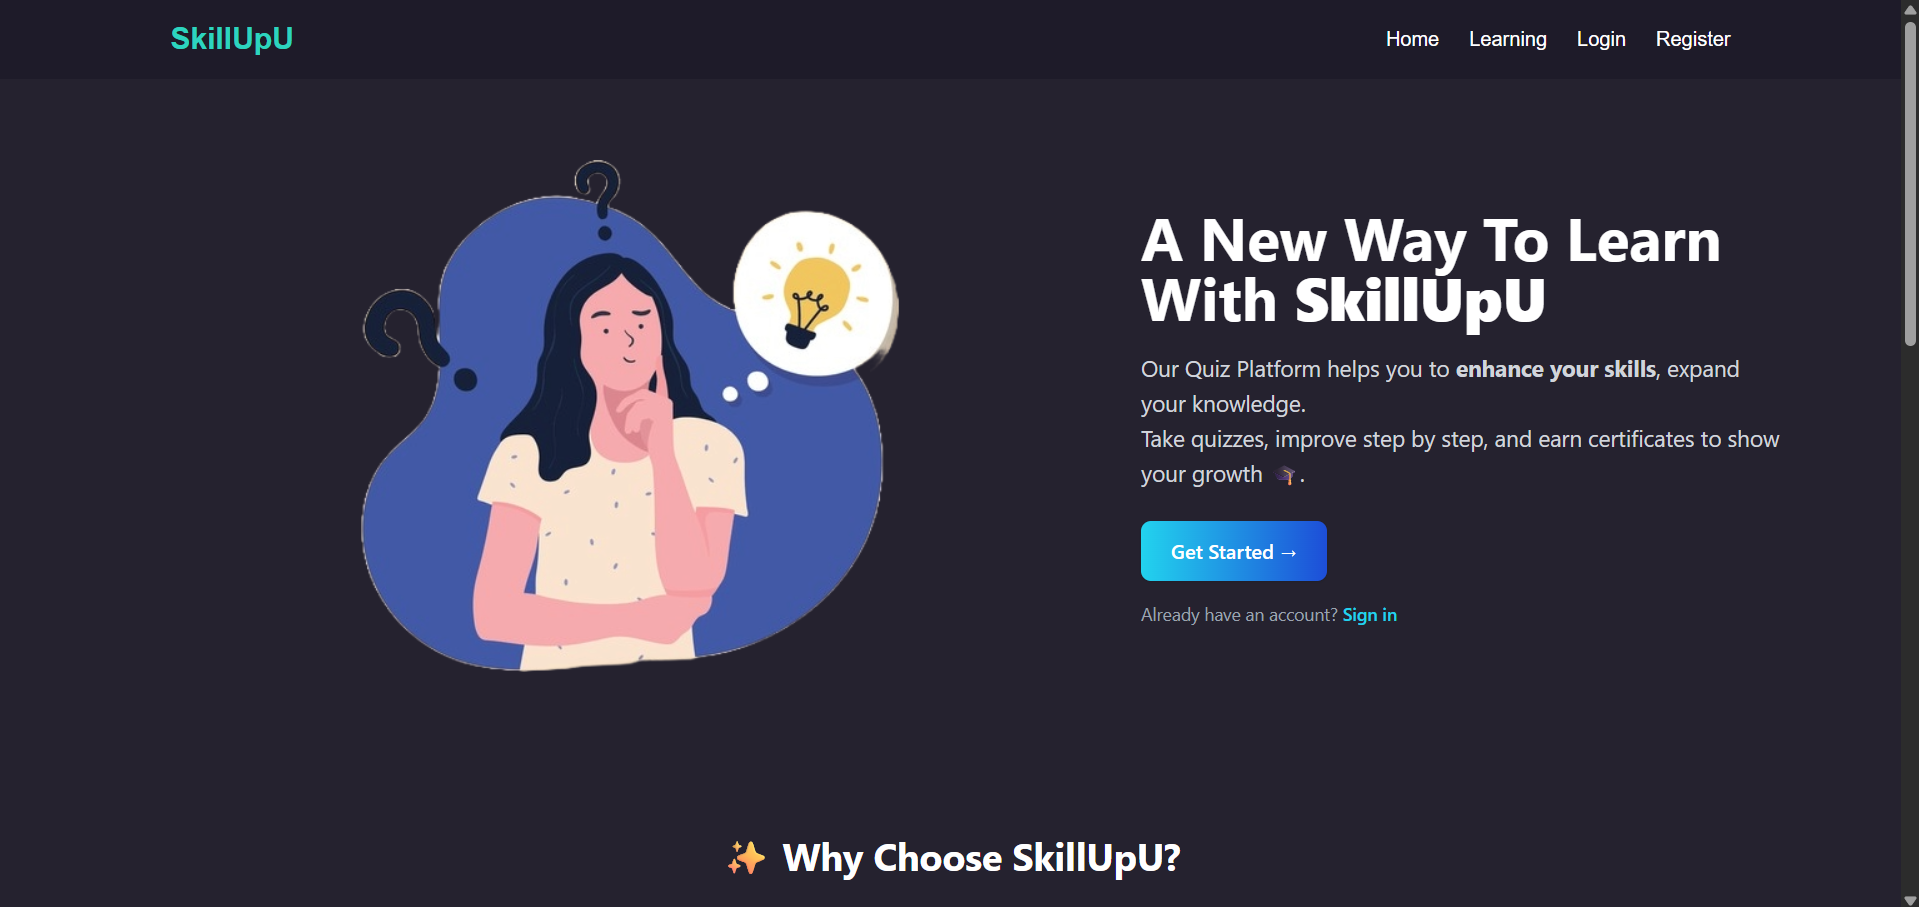 SkillUpU
Home Learning Login Register
A New Way To Learn
With SkillUpU
Our Quiz Platform helps you to enhance your skills, expand
your knowledge.
Take quizzes, improve step by step, and earn certificates to show
your growth 🎓.
Get Started →
Already have an account? Sign in
✨ Why Choose SkillUpU?